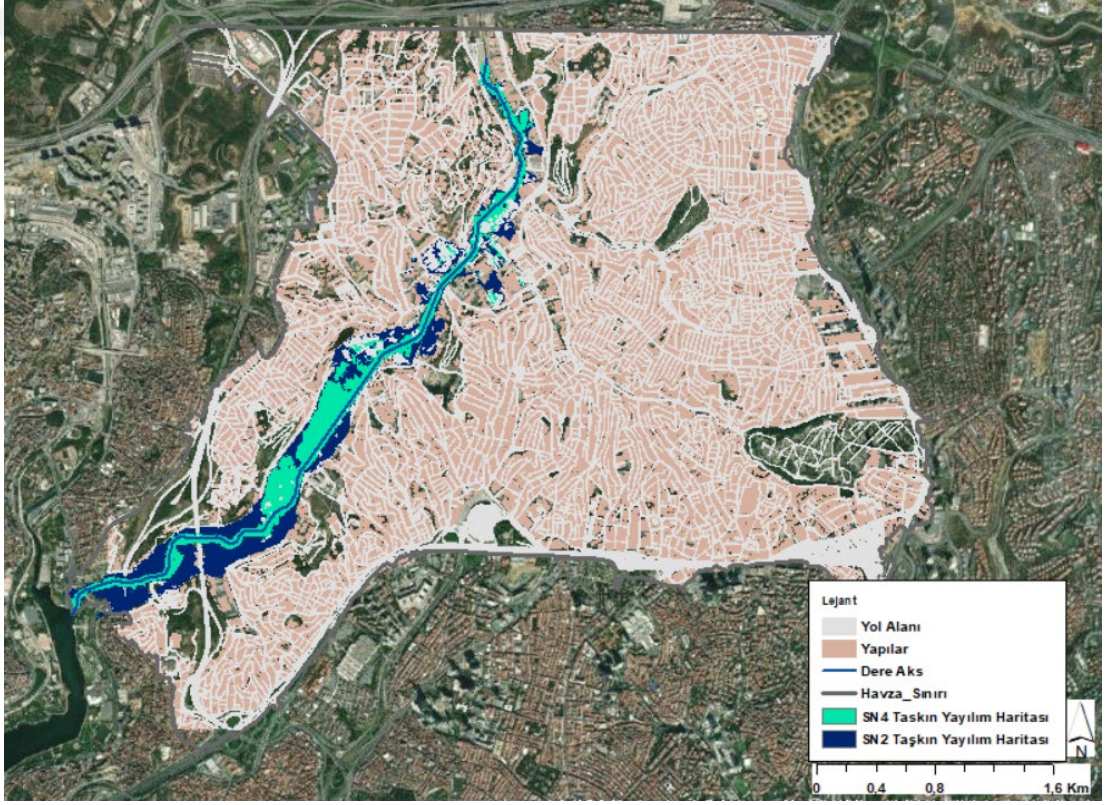 Lejant
Yol Alanı
Yapılar
Dere Aks
Havza_Sınırı
SN4 Taşkın Yayılım Haritası
SN2 Taşkın Yayılım Haritası
N
0 0,4 0,8 1,6 Km